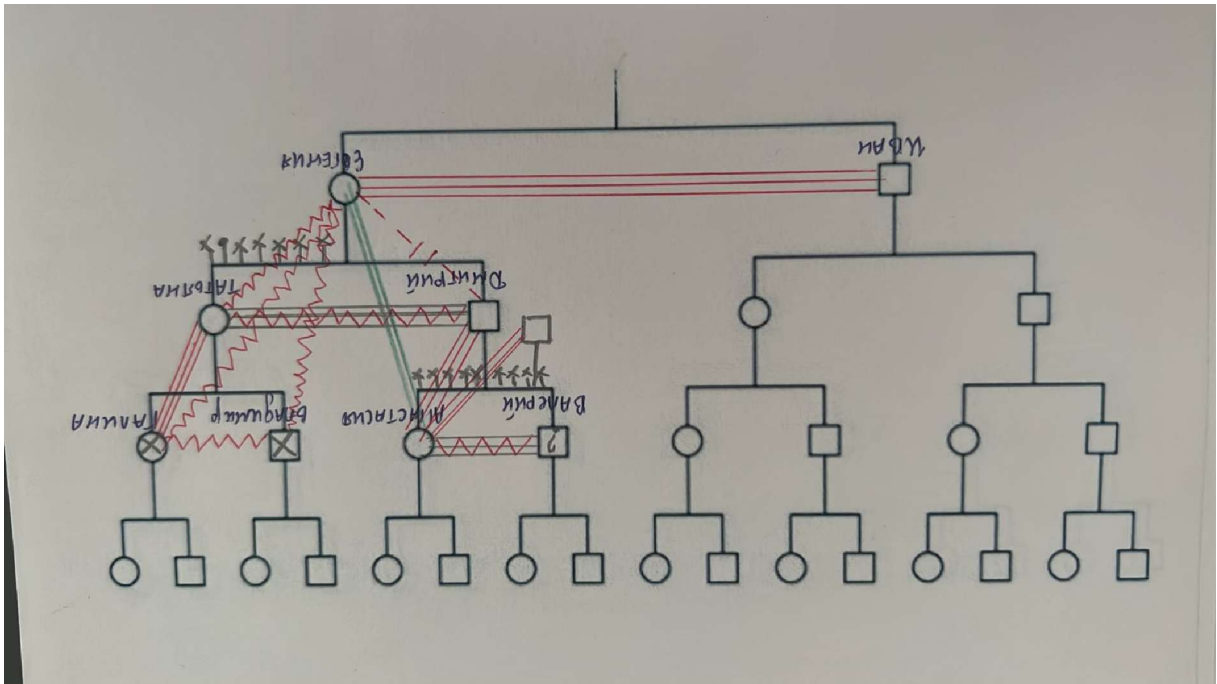 Галина
Владимир
Анастасия
Валерий
?
Татьяна
Дмитрий
Евгения
Иван